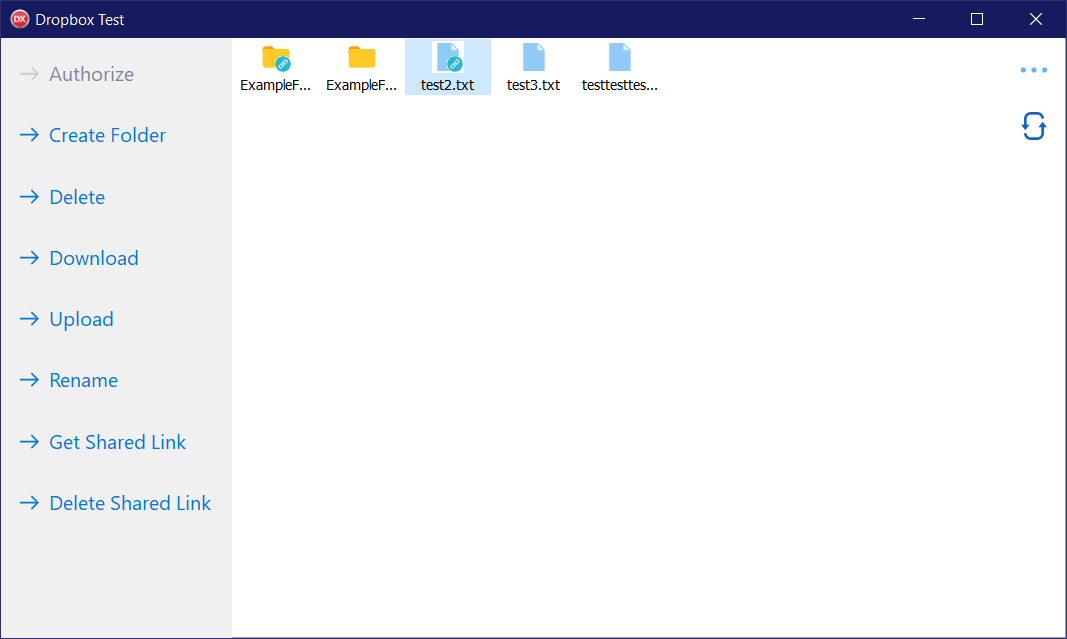 DX Dropbox Test
Authorize
Create Folder
Delete
Download
Upload
Rename
Get Shared Link
Delete Shared Link
ExampleF... ExampleF... test2.txt test3.txt testtesttes...